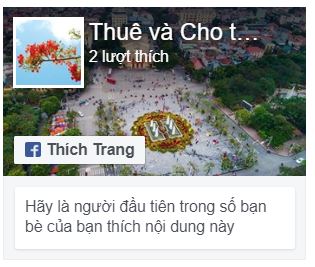 Thuê và Cho t...
2 lượt thích
Thích Trang
Hãy là người đầu tiên trong số bạn
bè của bạn thích nội dung này